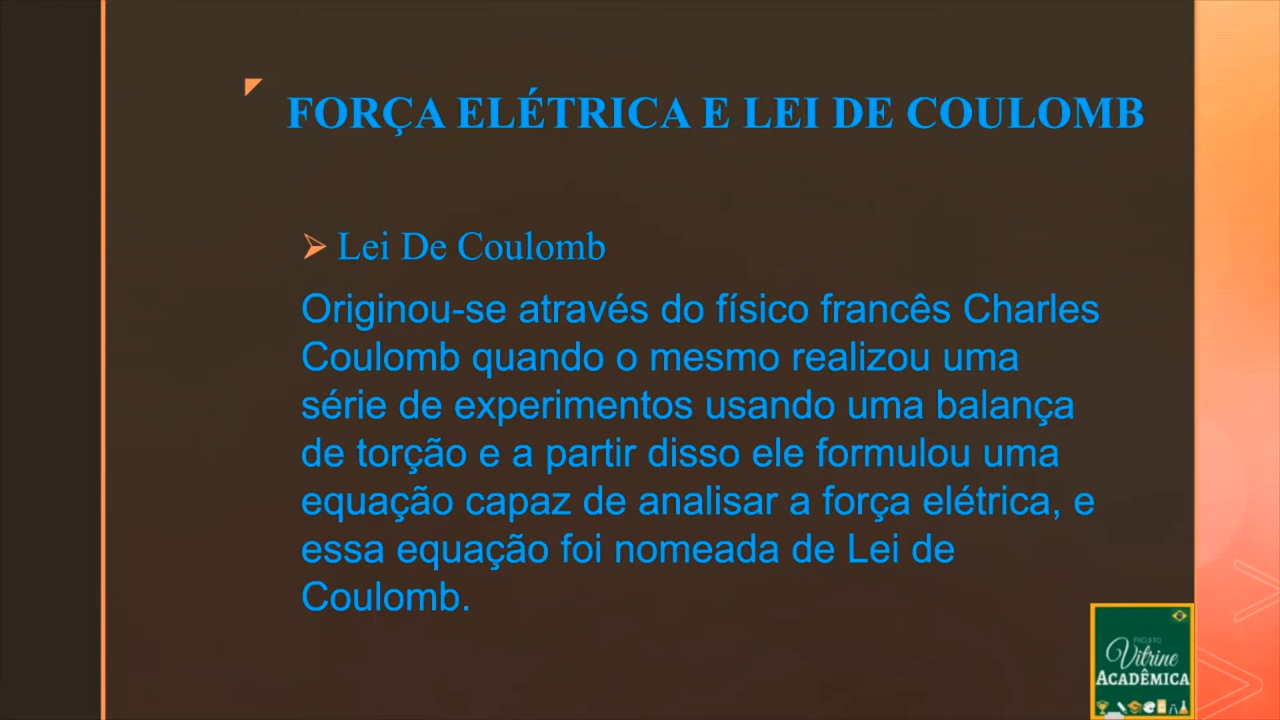 FORÇA ELÉTRICA E LEI DE COULOMB
Lei De Coulomb
Originou-se através do físico francês Charles
Coulomb quando o mesmo realizou uma
série de experimentos usando uma balança
de torção e a partir disso ele formulou uma
equação capaz de analisar a força elétrica, e
essa equação foi nomeada de Lei de
Coulomb.
PROJETO
Vitrine
ACADÊMICA